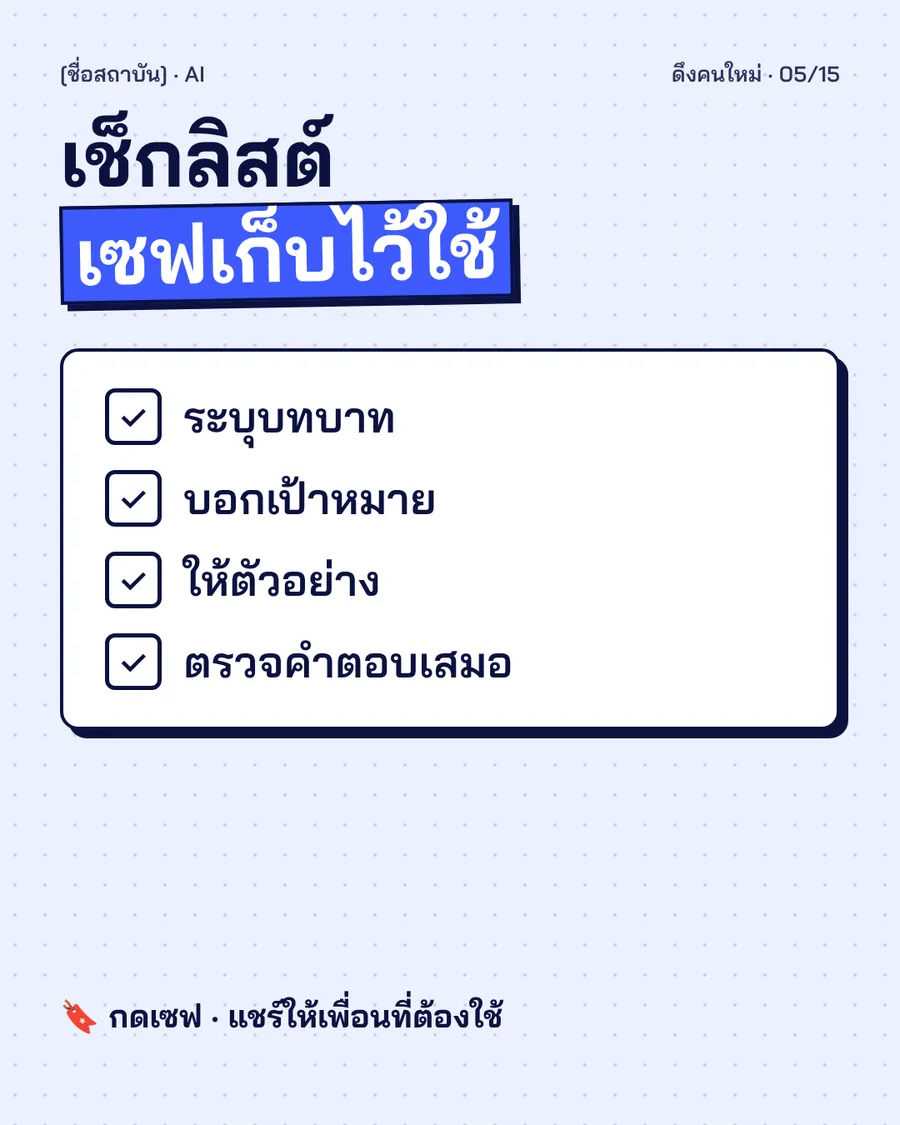 (ชื่อสถาบัน) · AI
ดึงคนใหม่ · 05/15
เช็กลิสต์
เซฟเก็บไว้ใช้
ระบุบทบาท
บอกเป้าหมาย
ให้ตัวอย่าง
ตรวจคำตอบเสมอ
กดเซฟ · แชร์ให้เพื่อนที่ต้องใช้